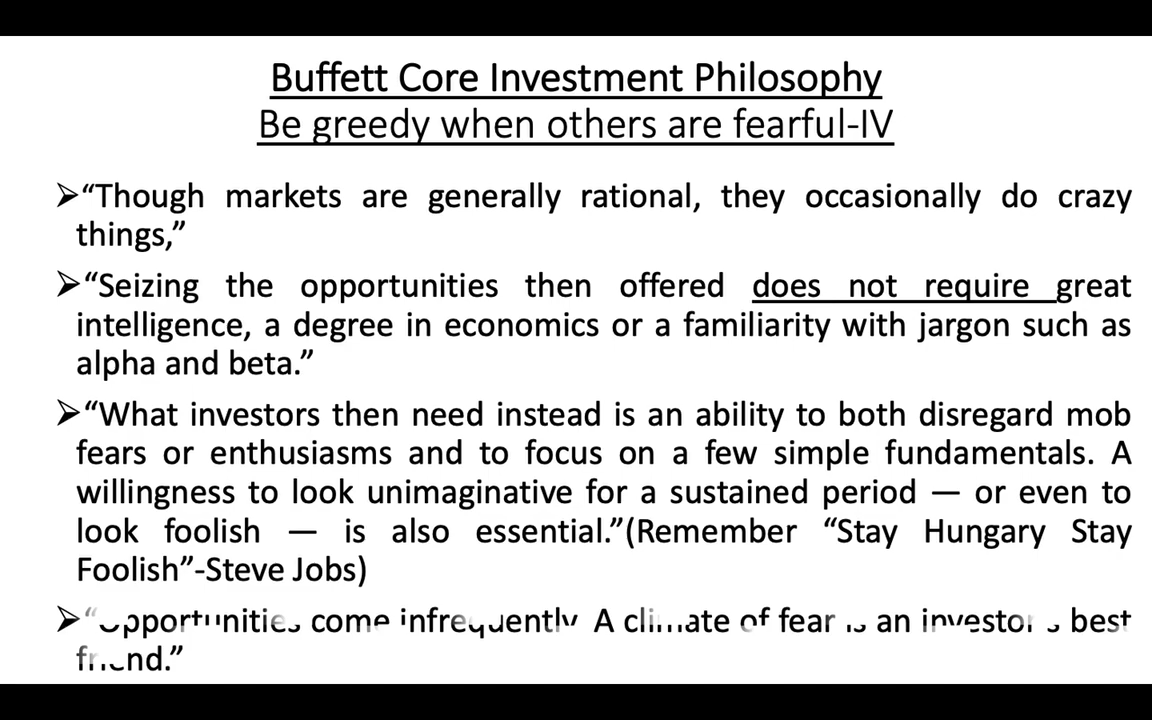 Buffett Core Investment Philosophy
Be greedy when others are fearful-IV
➢“Though markets are generally rational, they occasionally do crazy
things,”
➢“Seizing the opportunities then offered does not require great
intelligence, a degree in economics or a familiarity with jargon such as
alpha and beta.”
➢“What investors then need instead is an ability to both disregard mob
fears or enthusiasms and to focus on a few simple fundamentals. A
willingness to look unimaginative for a sustained period — or even to
look foolish — is also essential.”(Remember “Stay Hungary Stay
Foolish”-Steve Jobs)
➢“Opportunities come infrequently. A climate of fear is an investor’s best
friend.”